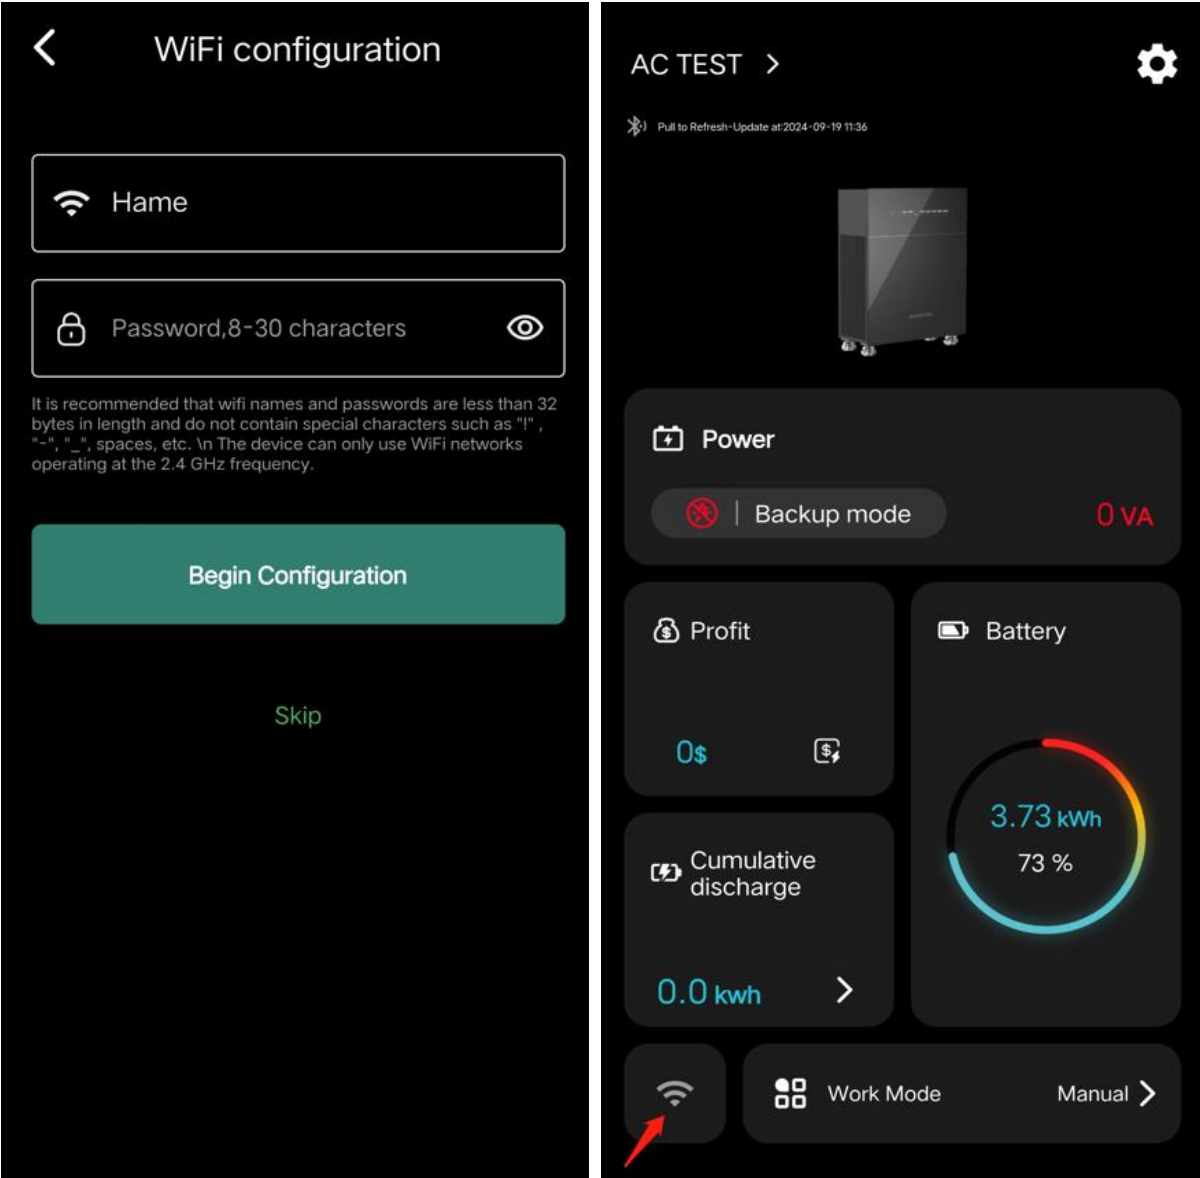 WiFi configuration
Hame
Password,8-30 characters
It is recommended that wifi names and passwords are less than 32
bytes in length and do not contain special characters such as "!" ,
"-", "_", spaces, etc. \n The device can only use WiFi networks
operating at the 2.4 GHz frequency.
Begin Configuration
Skip
AC TEST
Pull to Refresh-Update at:2024-09-19 11:36
Power
Backup mode
0 VA
Profit
0$
Battery
3.73 kWh
73 %
Cumulative
discharge
0.0 kwh
Work Mode
Manual